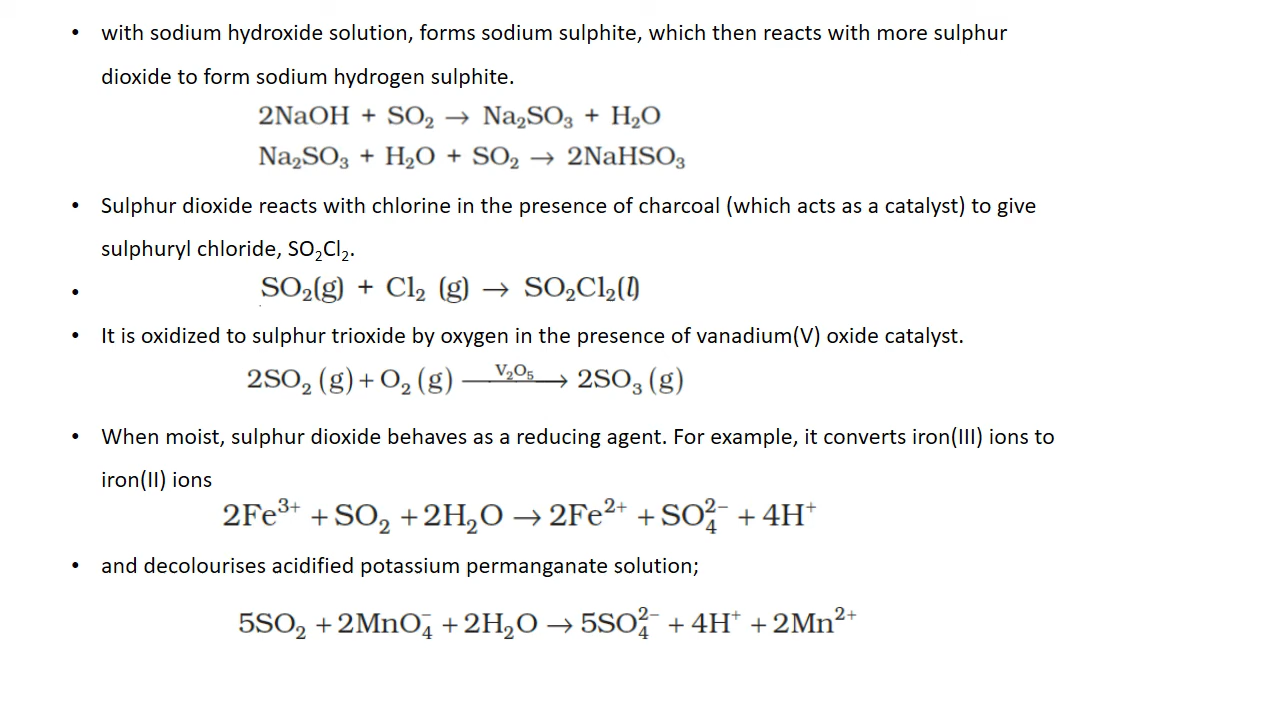 • with sodium hydroxide solution, forms sodium sulphite, which then reacts with more sulphur
dioxide to form sodium hydrogen sulphite.
2NaOH + SO₂ → Na₂SO₃ + H₂O
Na₂SO₃ + H₂O + SO₂ → 2NaHSO₃
• Sulphur dioxide reacts with chlorine in the presence of charcoal (which acts as a catalyst) to give
sulphuryl chloride, SO₂Cl₂.
• SO₂(g) + Cl₂ (g) → SO₂Cl₂(l)
• It is oxidized to sulphur trioxide by oxygen in the presence of vanadium(V) oxide catalyst.
2SO₂ (g) + O₂ (g) —V₂O₅→ 2SO₃ (g)
• When moist, sulphur dioxide behaves as a reducing agent. For example, it converts iron(III) ions to
iron(II) ions
2Fe³⁺ + SO₂ + 2H₂O → 2Fe²⁺ + SO₄²⁻ + 4H⁺
• and decolourises acidified potassium permanganate solution;
5SO₂ + 2MnO₄⁻ + 2H₂O → 5SO₄²⁻ + 4H⁺ + 2Mn²⁺